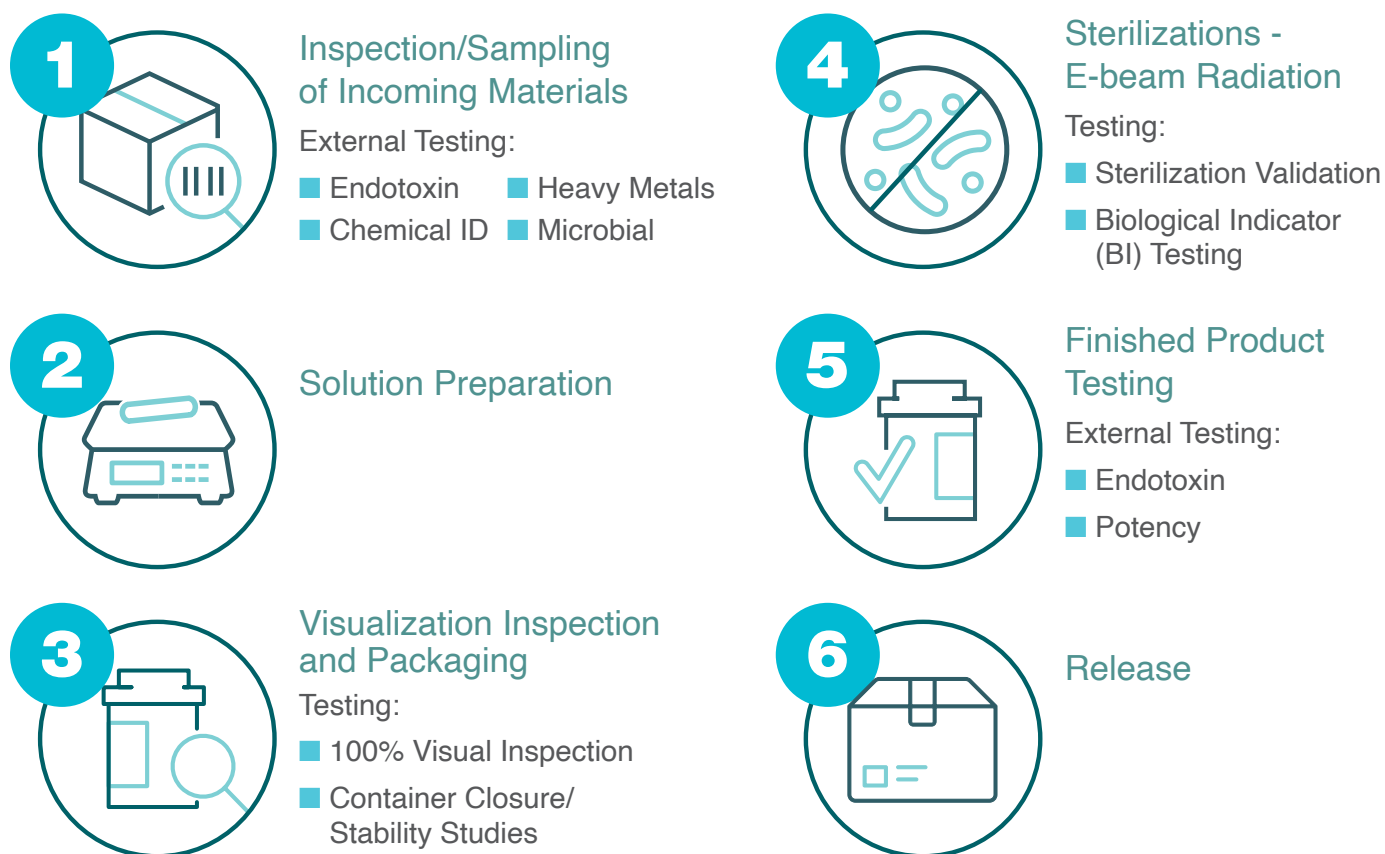 1
Inspection/Sampling
of Incoming Materials
External Testing:
Endotoxin
Heavy Metals
Chemical ID
Microbial
2
Solution Preparation
3
Visualization Inspection
and Packaging
Testing:
100% Visual Inspection
Container Closure/
Stability Studies
4
Sterilizations -
E-beam Radiation
Testing:
Sterilization Validation
Biological Indicator
(BI) Testing
5
Finished Product
Testing
External Testing:
Endotoxin
Potency
6
Release